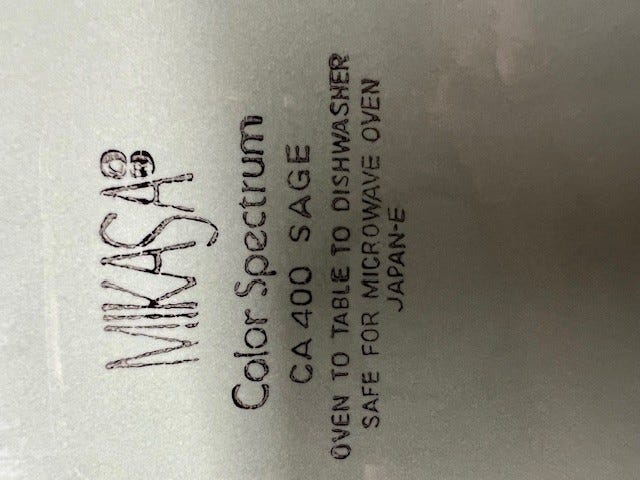 MIKASA®
Color Spectrum
CA 400 SAGE
OVEN TO TABLE TO DISHWASHER
SAFE FOR MICROWAVE OVEN
JAPAN-E